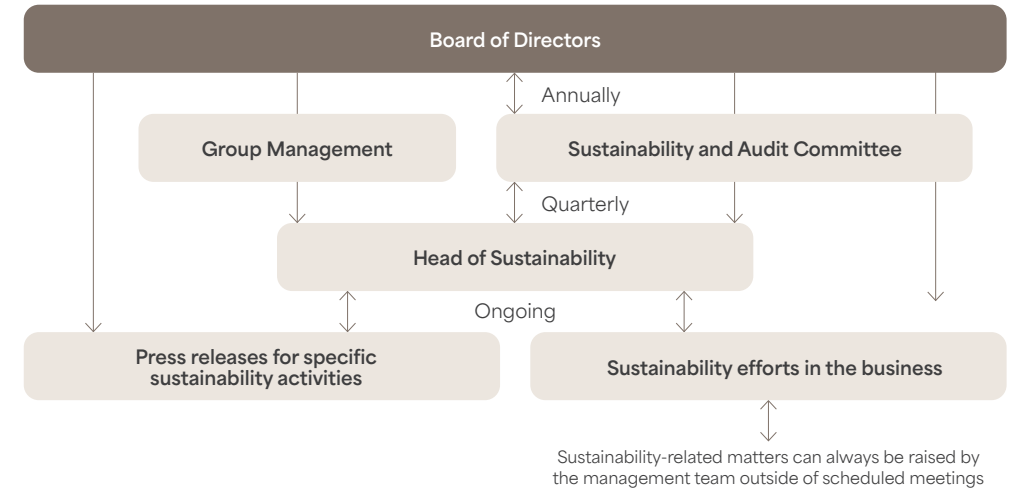 Board of Directors
Annually
Group Management
Sustainability and Audit Committee
Quarterly
Head of Sustainability
Ongoing
Press releases for specific
sustainability activities
Sustainability efforts in the business
Sustainability-related matters can always be raised by
the management team outside of scheduled meetings